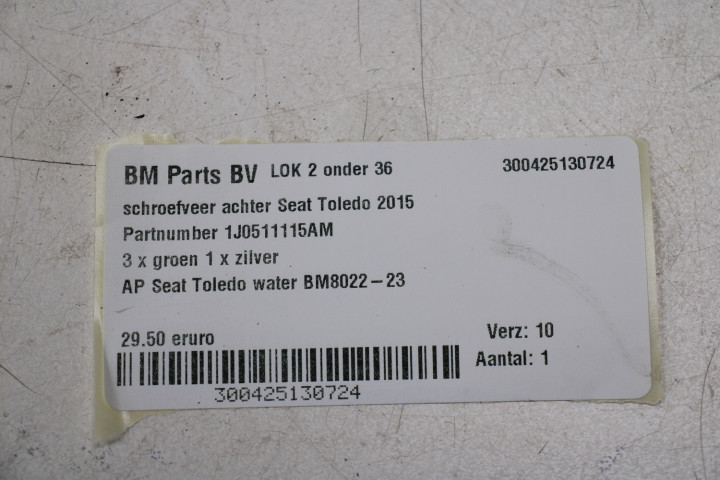 BM Parts BV LOK 2 onder 36 300425130724
schroefveer achter Seat Toledo 2015
Partnumber 1J0511115AM
3 x groen 1 x zilver
AP Seat Toledo water BM8022-23
29.50 eruro Verz: 10
Aantal: 1
300425130724